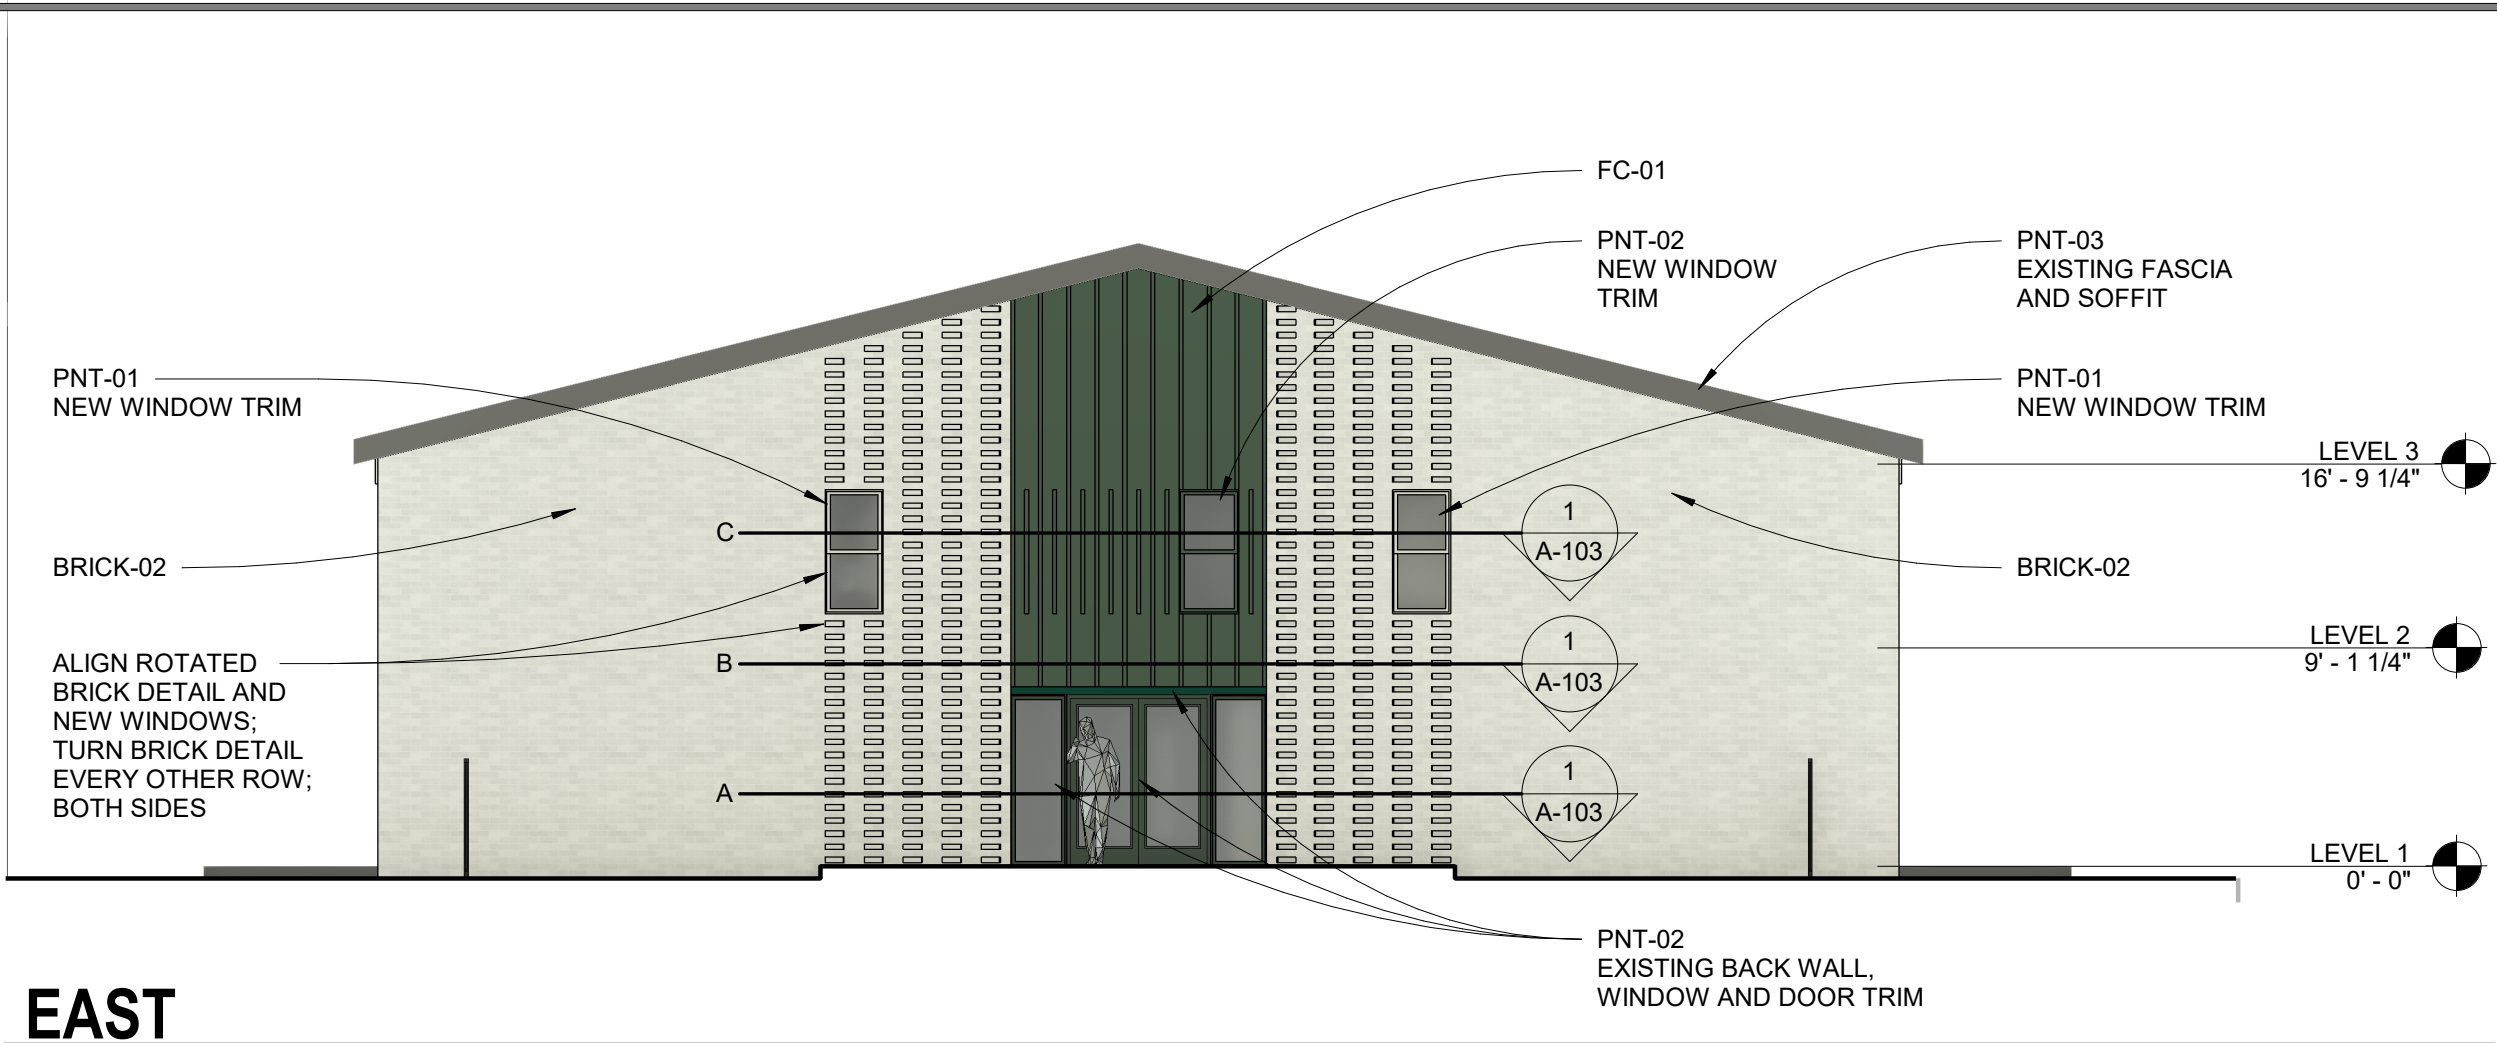 FC-01
PNT-02
NEW WINDOW
TRIM
PNT-03
EXISTING FASCIA
AND SOFFIT
PNT-01
NEW WINDOW TRIM
PNT-01
NEW WINDOW TRIM
LEVEL 3
16' - 9 1/4"
C
1
A-103
BRICK-02
BRICK-02
LEVEL 2
9' - 1 1/4"
ALIGN ROTATED
BRICK DETAIL AND
NEW WINDOWS;
TURN BRICK DETAIL
EVERY OTHER ROW;
BOTH SIDES
B
1
A-103
A
1
A-103
LEVEL 1
0' - 0"
PNT-02
EXISTING BACK WALL,
WINDOW AND DOOR TRIM
EAST